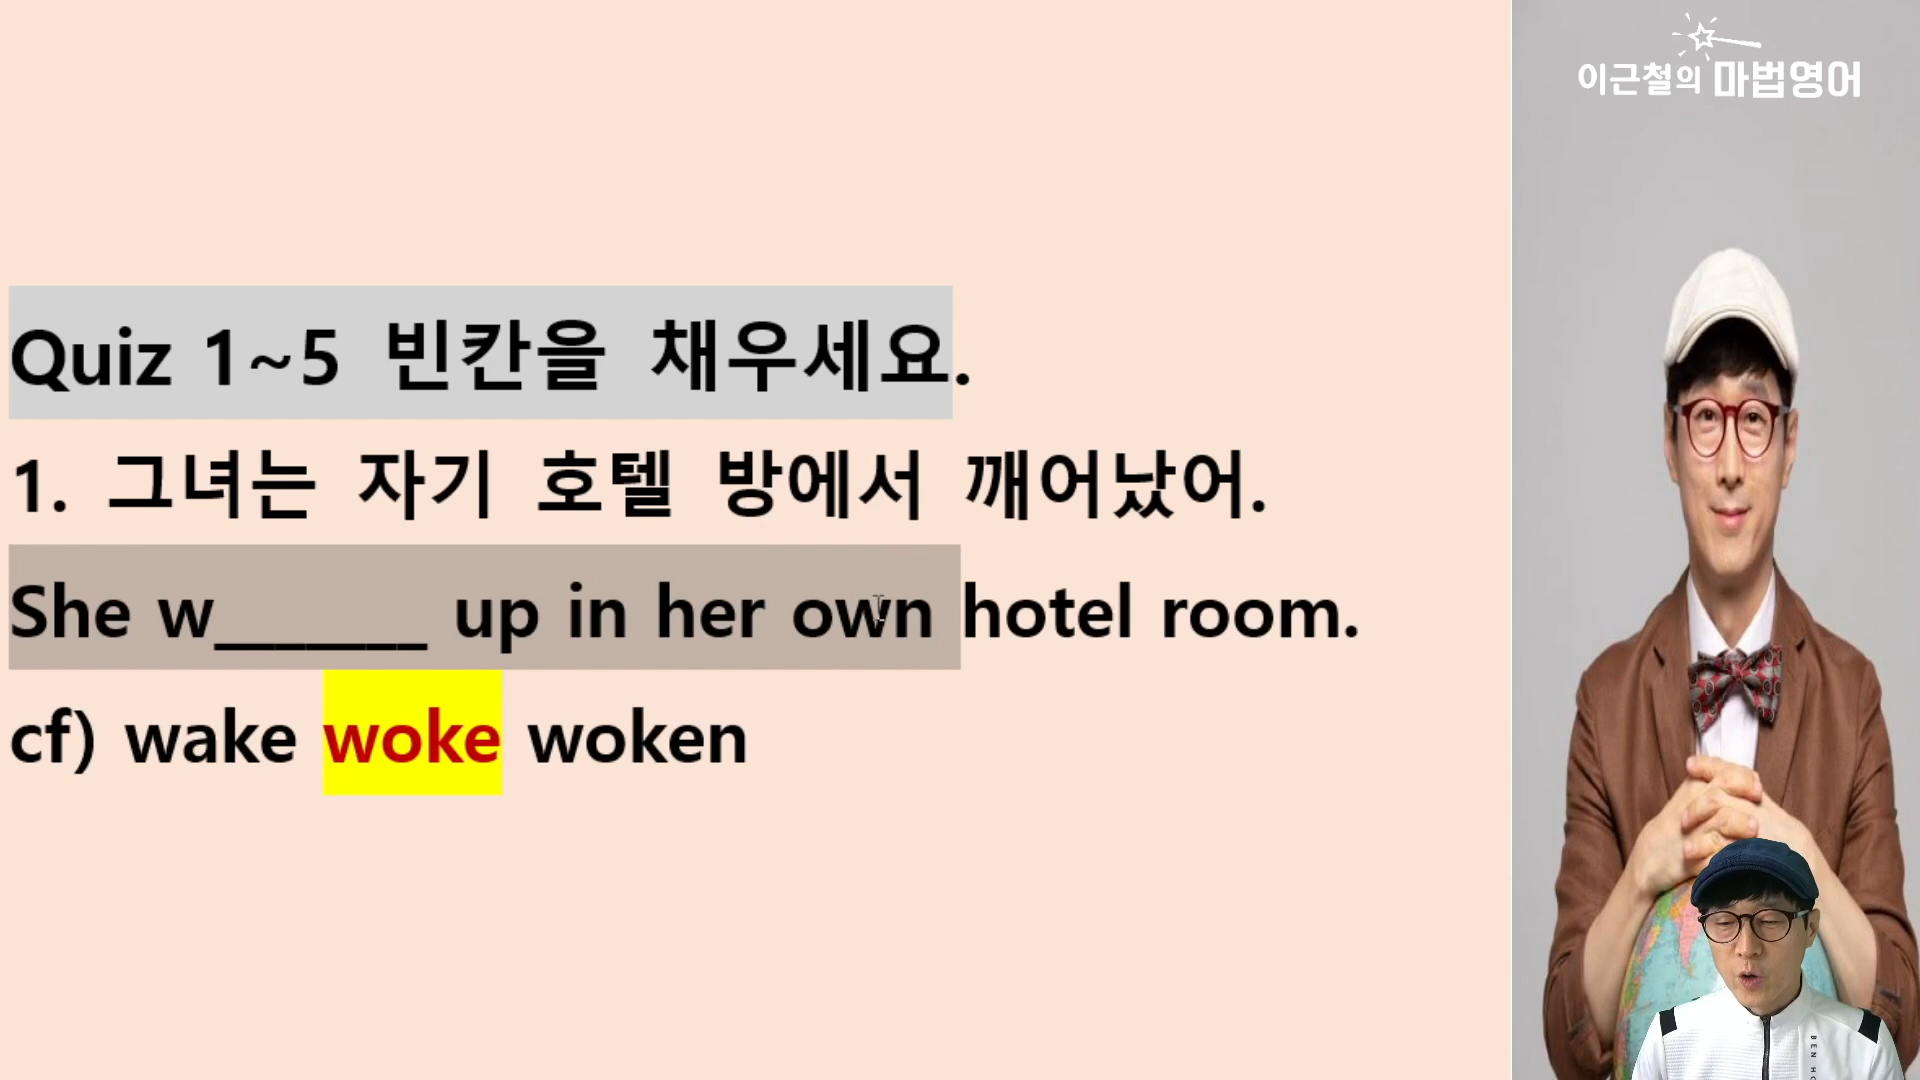 이근철의 마법영어
Quiz 1~5 빈칸을 채우세요.
1. 그녀는 자기 호텔 방에서 깨어났어.
She w_______ up in her own hotel room.
cf) wake woke woken